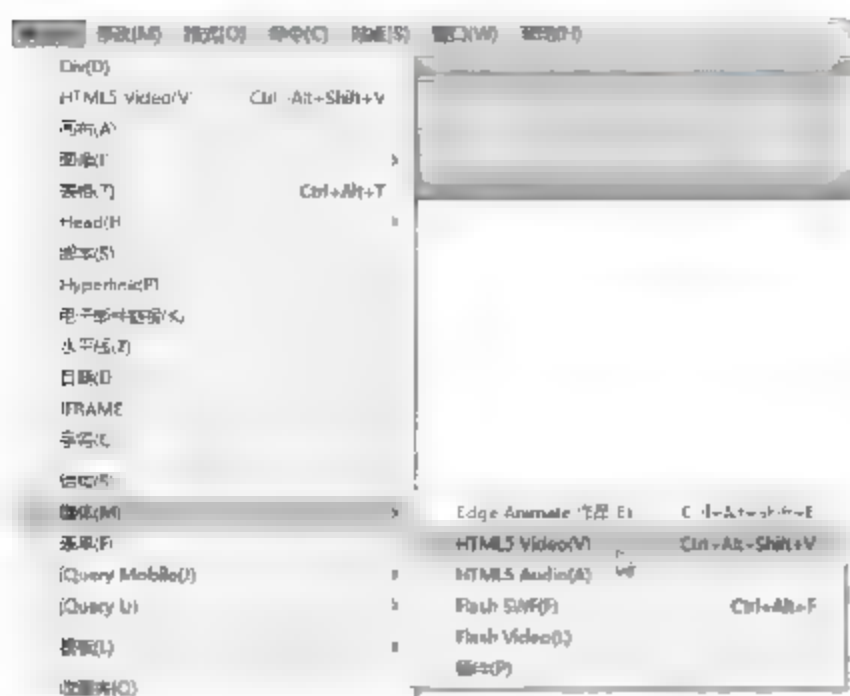 修改(M) 格式(O) 命令(C) 站点(S) 窗口(W) 帮助(H)
Div(D)
HTML5 Video(V) Ctrl+Alt+Shift+V
画布(A)
图像(I)
表格(T) Ctrl+Alt+T
Head(H)
脚本(S)
Hyperlink(P)
电子邮件链接(K)
水平线(Z)
日期(D)
IFRAME
字符(C)
结构(S)
媒体(M)
表单(F)
jQuery Mobile(J)
jQuery UI
模板(L)
收藏夹(O)
Edge Animate 作品(E) Ctrl+Alt+Shift+E
HTML5 Video(V) Ctrl+Alt+Shift+V
HTML5 Audio(A)
Flash SWF(F) Ctrl+Alt+F
Flash Video(L)
插件(P)